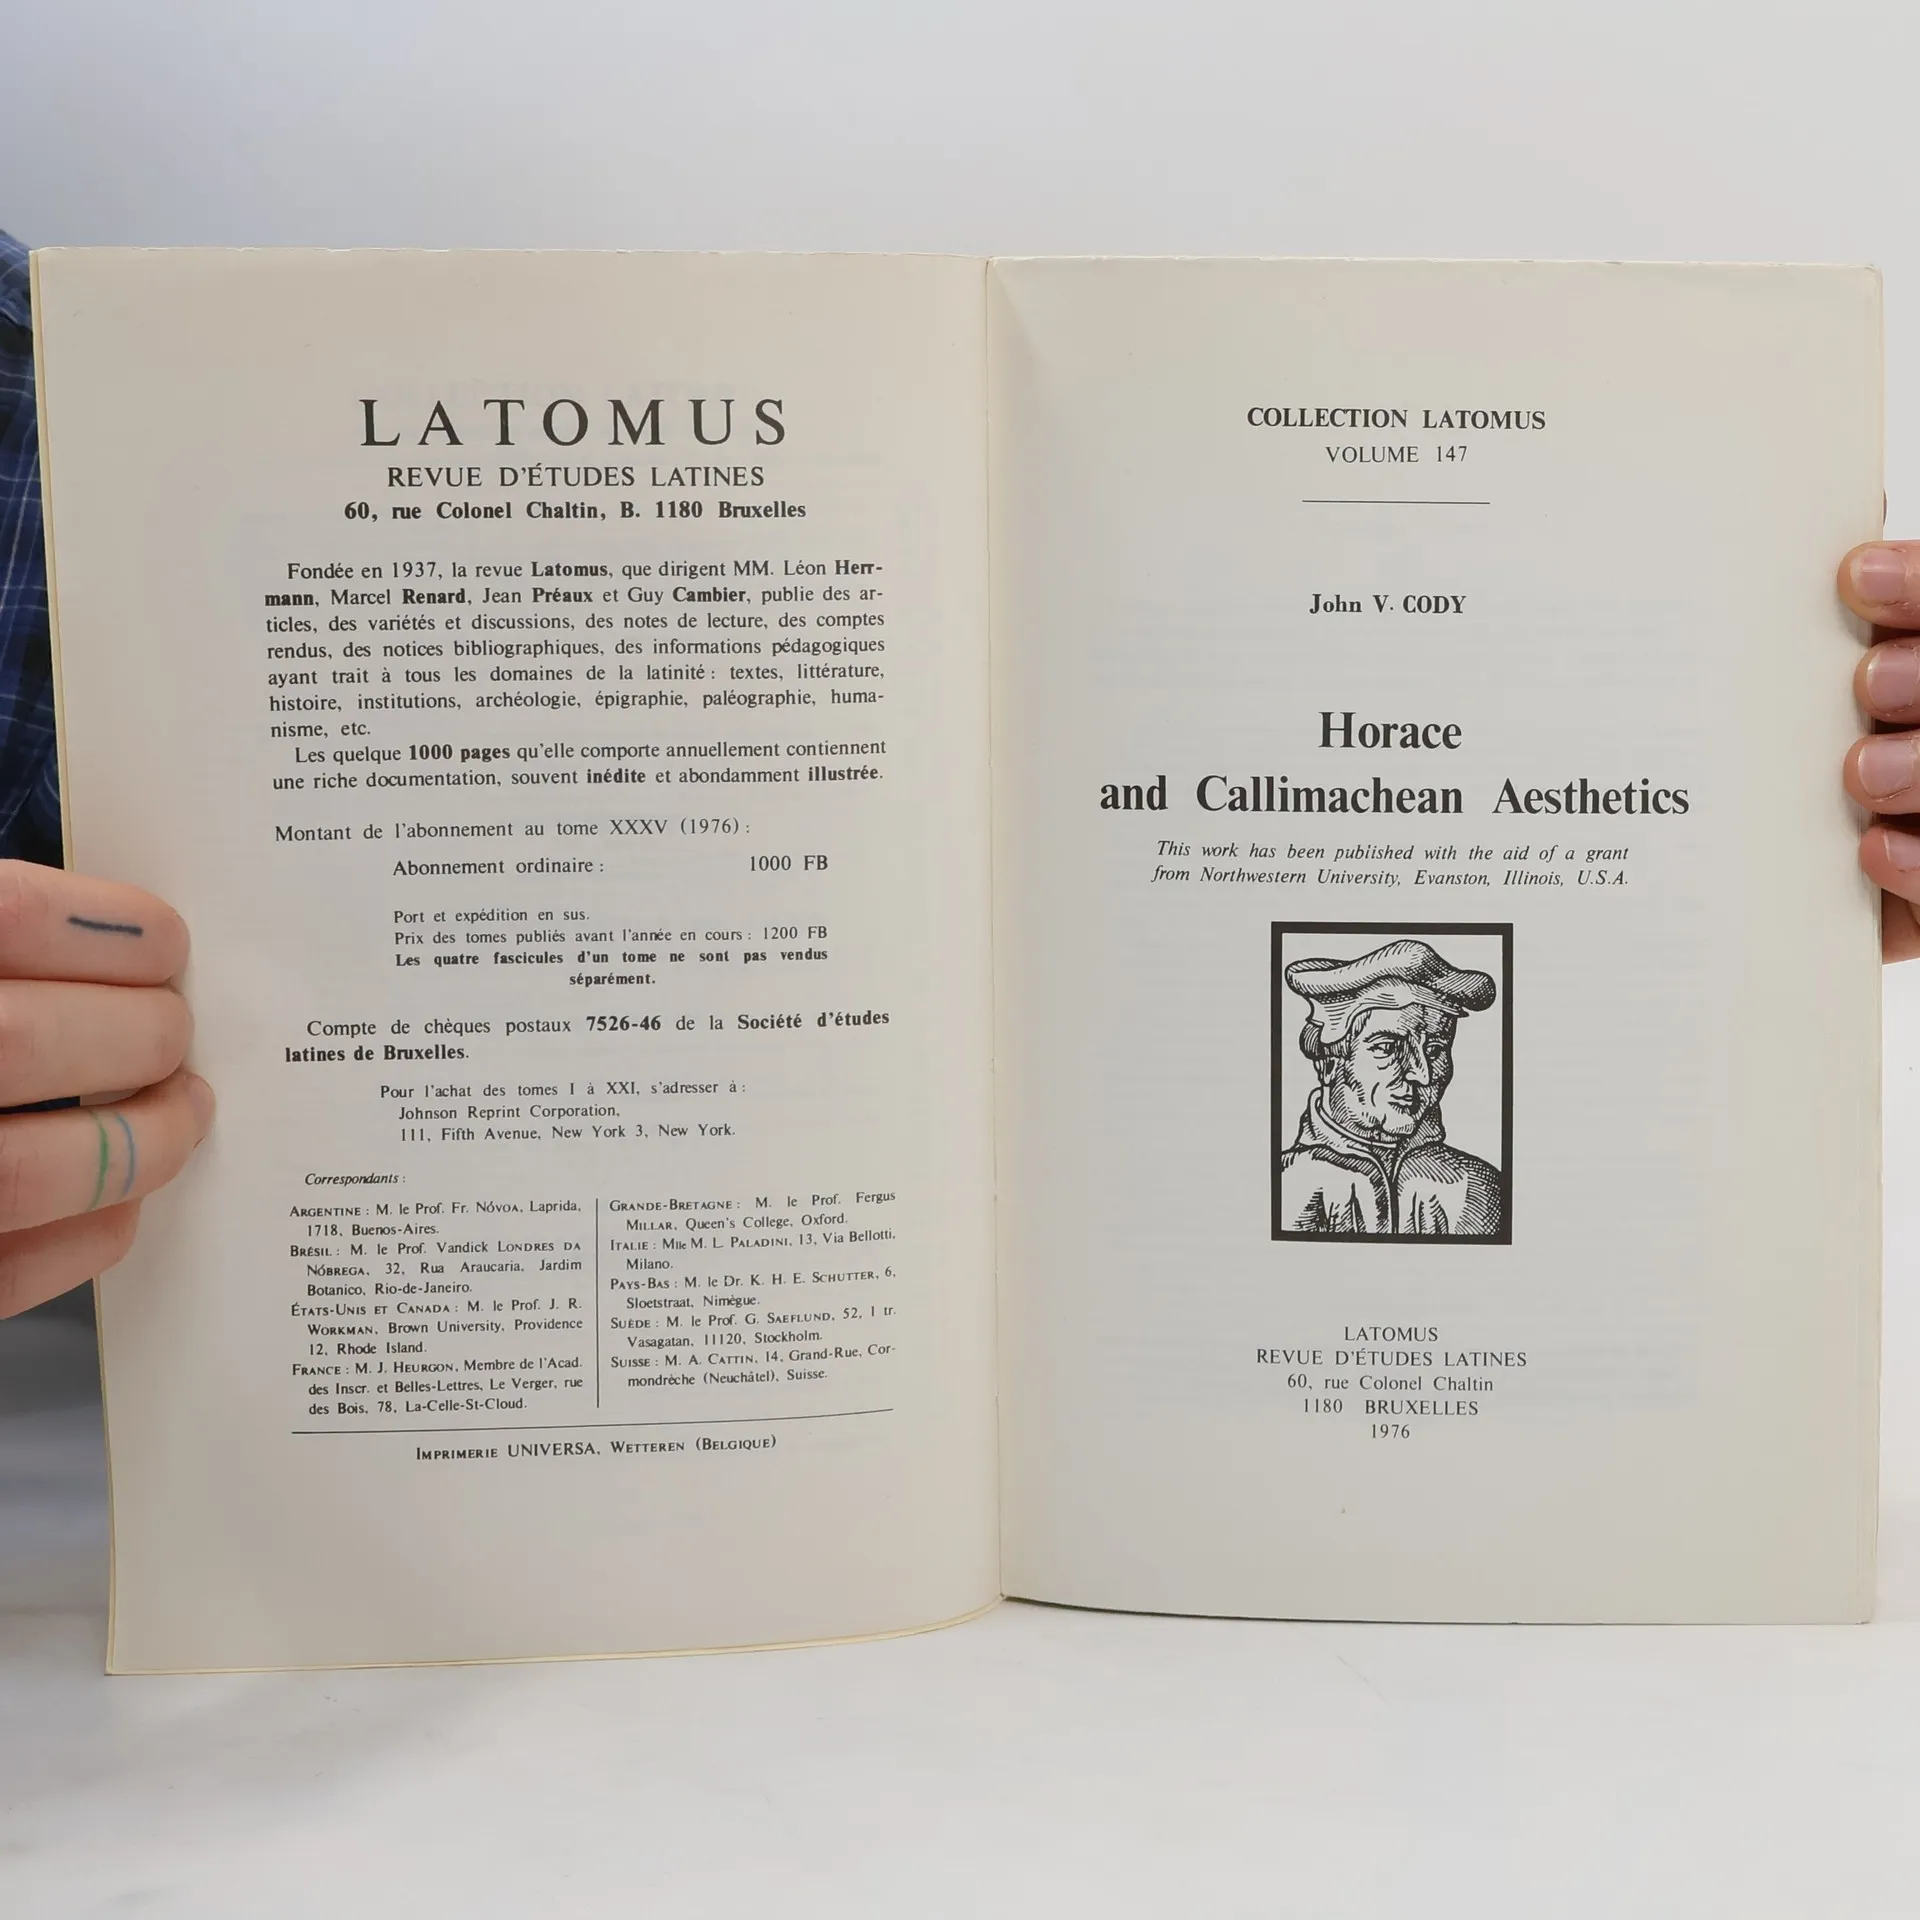 LATOMUS
REVUE D'ÉTUDES LATINES
60, rue Colonel Chaltin, B. 1180 Bruxelles
Fondée en 1937, la revue Latomus, que dirigent MM. Léon Herr-
mann, Marcel Renard, Jean Préaux et Guy Cambier, publie des ar-
ticles, des variétés et discussions, des notes de lecture, des comptes
rendus, des notices bibliographiques, des informations pédagogiques
ayant trait à tous les domaines de la latinité : textes, littérature,
histoire, institutions, archéologie, épigraphie, paléographie, huma-
nisme, etc.
Les quelque 1000 pages qu'elle comporte annuellement contiennent
une riche documentation, souvent inédite et abondamment illustrée.
Montant de l'abonnement au tome XXXV (1976) :
Abonnement ordinaire : 1000 FB
Port et expédition en sus.
Prix des tomes publiés avant l'année en cours : 1200 FB
Les quatre fascicules d'un tome ne sont pas vendus
séparément.
Compte de chèques postaux 7526-46 de la Société d'études
latines de Bruxelles.
Pour l'achat des tomes I à XXI, s'adresser à :
Johnson Reprint Corporation,
111, Fifth Avenue, New York 3, New York.
Correspondants :
ARGENTINE : M. le Prof. Fr. NÓVOA, Laprida,
1718, Buenos-Aires.
BRÉSIL : M. le Prof. Vandick LONDRES DA
NÓBREGA, 32, Rua Araucaria, Jardim
Botanico, Rio-de-Janeiro.
ÉTATS-UNIS ET CANADA : M. le Prof. J. R.
WORKMAN, Brown University, Providence
12, Rhode Island.
FRANCE : M. J. HEURGON, Membre de l'Acad.
des Inscr. et Belles-Lettres, Le Verger, rue
des Bois, 78, La-Celle-St-Cloud.
GRANDE-BRETAGNE : M. le Prof. Fergus
MILLAR, Queen's College, Oxford.
ITALIE : Mlle M. L. PALADINI, 13, Via Bellotti,
Milano.
PAYS-BAS : M. le Dr. K. H. E. SCHUTTER, 6,
Sloetstraat, Nimègue.
SUÈDE : M. le Prof. G. SAEFLUND, 52, I tr.
Vasagatan, 11120, Stockholm.
SUISSE : M. A. CATTIN, 14, Grand-Rue, Cor-
mondrèche (Neuchâtel), Suisse.
IMPRIMERIE UNIVERSA, WETTEREN (BELGIQUE)
COLLECTION LATOMUS
VOLUME 147
John V. CODY
Horace
and Callimachean Aesthetics
This work has been published with the aid of a grant
from Northwestern University, Evanston, Illinois, U.S.A.
LATOMUS
REVUE D'ÉTUDES LATINES
60, rue Colonel Chaltin
1180 BRUXELLES
1976